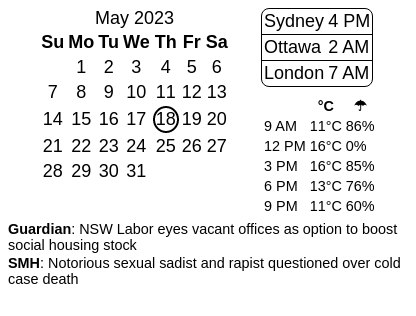 May 2023
Su Mo Tu We Th Fr Sa
1 2 3 4 5 6
7 8 9 10 11 12 13
14 15 16 17 18 19 20
21 22 23 24 25 26 27
28 29 30 31
Sydney 4 PM
Ottawa 2 AM
London 7 AM
°C ☂
9 AM 11°C 86%
12 PM 16°C 0%
3 PM 16°C 85%
6 PM 13°C 76%
9 PM 11°C 60%
Guardian: NSW Labor eyes vacant offices as option to boost
social housing stock
SMH: Notorious sexual sadist and rapist questioned over cold
case death